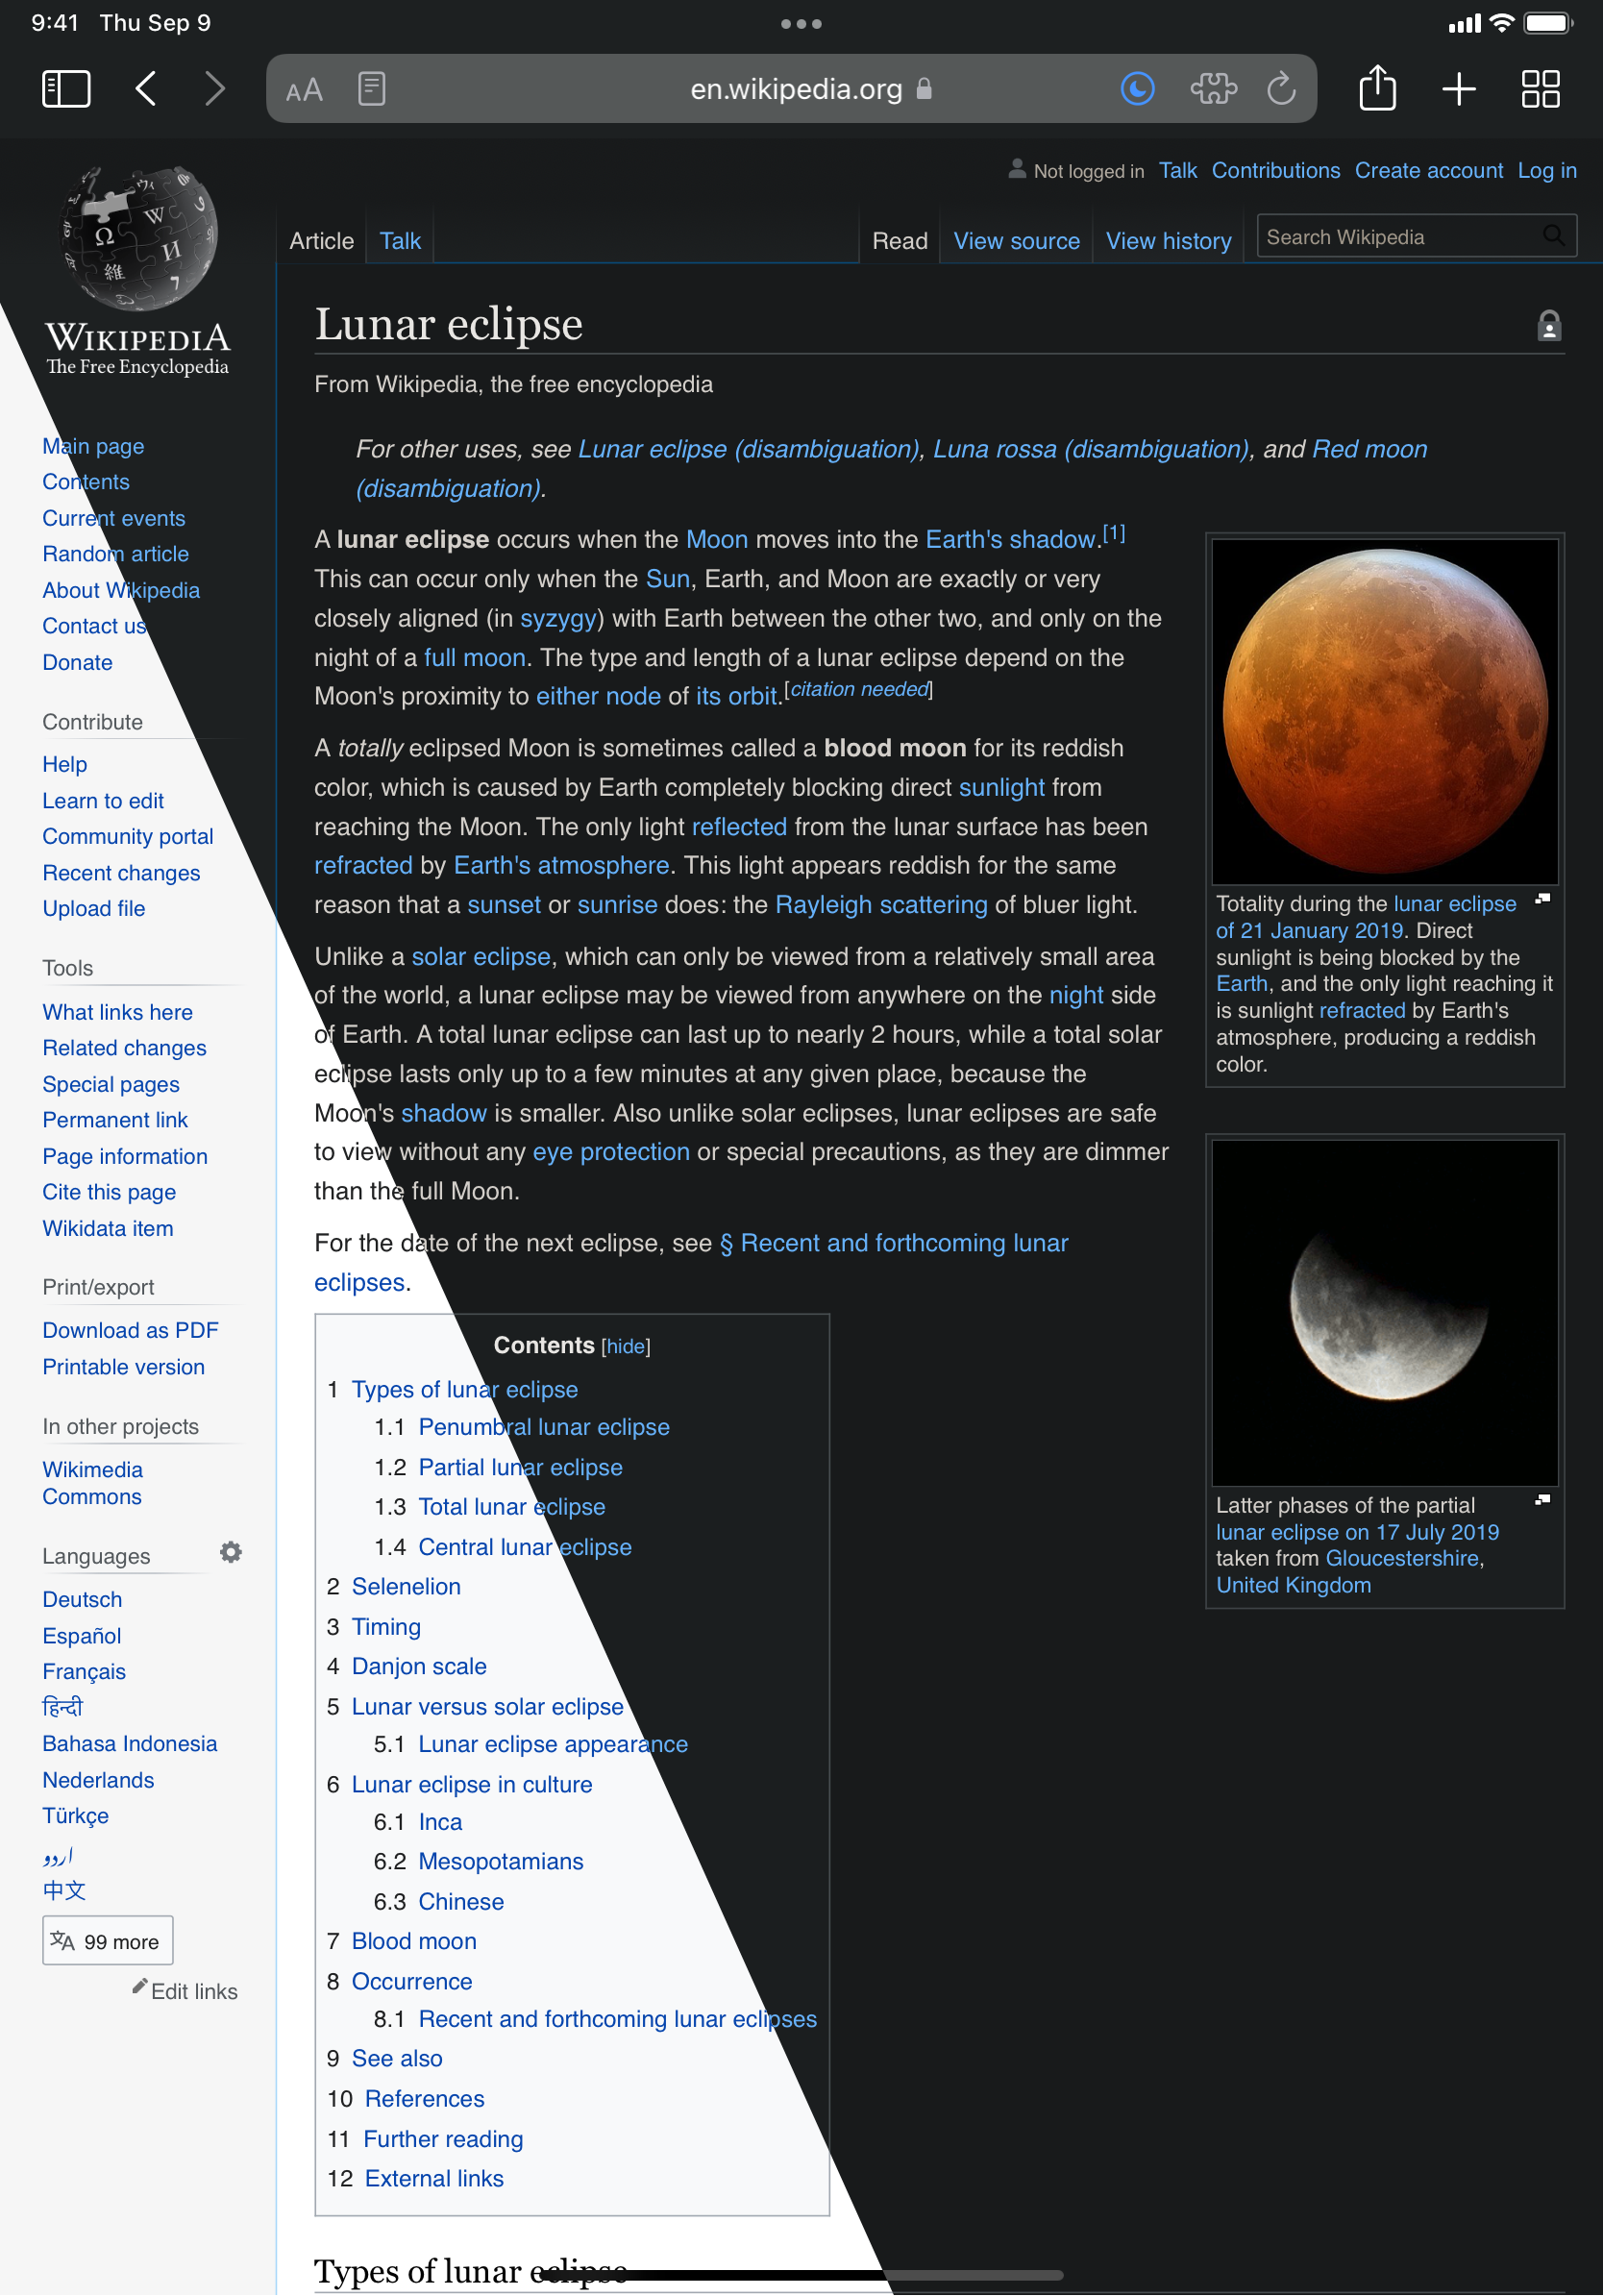 9:41 Thu Sep 9
AA en.wikipedia.org
Not logged in Talk Contributions Create account Log in
Article Talk Read View source View history Search Wikipedia
Ω W И 維 7 ウィ
WIKIPEDIA
The Free Encyclopedia
Main page
Contents
Current events
Random article
About Wikipedia
Contact us
Donate
Contribute
Help
Learn to edit
Community portal
Recent changes
Upload file
Tools
What links here
Related changes
Special pages
Permanent link
Page information
Cite this page
Wikidata item
Print/export
Download as PDF
Printable version
In other projects
Wikimedia
Commons
Languages
Deutsch
Español
Français
हिन्दी
Bahasa Indonesia
Nederlands
Türkçe
اردو
中文
文A 99 more
Edit links
Lunar eclipse
From Wikipedia, the free encyclopedia
For other uses, see Lunar eclipse (disambiguation), Luna rossa (disambiguation), and Red moon
(disambiguation).
A lunar eclipse occurs when the Moon moves into the Earth's shadow.[1]
This can occur only when the Sun, Earth, and Moon are exactly or very
closely aligned (in syzygy) with Earth between the other two, and only on the
night of a full moon. The type and length of a lunar eclipse depend on the
Moon's proximity to either node of its orbit.[citation needed]
A totally eclipsed Moon is sometimes called a blood moon for its reddish
color, which is caused by Earth completely blocking direct sunlight from
reaching the Moon. The only light reflected from the lunar surface has been
refracted by Earth's atmosphere. This light appears reddish for the same
reason that a sunset or sunrise does: the Rayleigh scattering of bluer light.
Unlike a solar eclipse, which can only be viewed from a relatively small area
of the world, a lunar eclipse may be viewed from anywhere on the night side
of Earth. A total lunar eclipse can last up to nearly 2 hours, while a total solar
eclipse lasts only up to a few minutes at any given place, because the
Moon's shadow is smaller. Also unlike solar eclipses, lunar eclipses are safe
to view without any eye protection or special precautions, as they are dimmer
than the full Moon.
For the date of the next eclipse, see § Recent and forthcoming lunar
eclipses.
Totality during the lunar eclipse
of 21 January 2019. Direct
sunlight is being blocked by the
Earth, and the only light reaching it
is sunlight refracted by Earth's
atmosphere, producing a reddish
color.
Latter phases of the partial
lunar eclipse on 17 July 2019
taken from Gloucestershire,
United Kingdom
Contents [hide]
1 Types of lunar eclipse
1.1 Penumbral lunar eclipse
1.2 Partial lunar eclipse
1.3 Total lunar eclipse
1.4 Central lunar eclipse
2 Selenelion
3 Timing
4 Danjon scale
5 Lunar versus solar eclipse
5.1 Lunar eclipse appearance
6 Lunar eclipse in culture
6.1 Inca
6.2 Mesopotamians
6.3 Chinese
7 Blood moon
8 Occurrence
8.1 Recent and forthcoming lunar eclipses
9 See also
10 References
11 Further reading
12 External links
Types of lunar eclipse